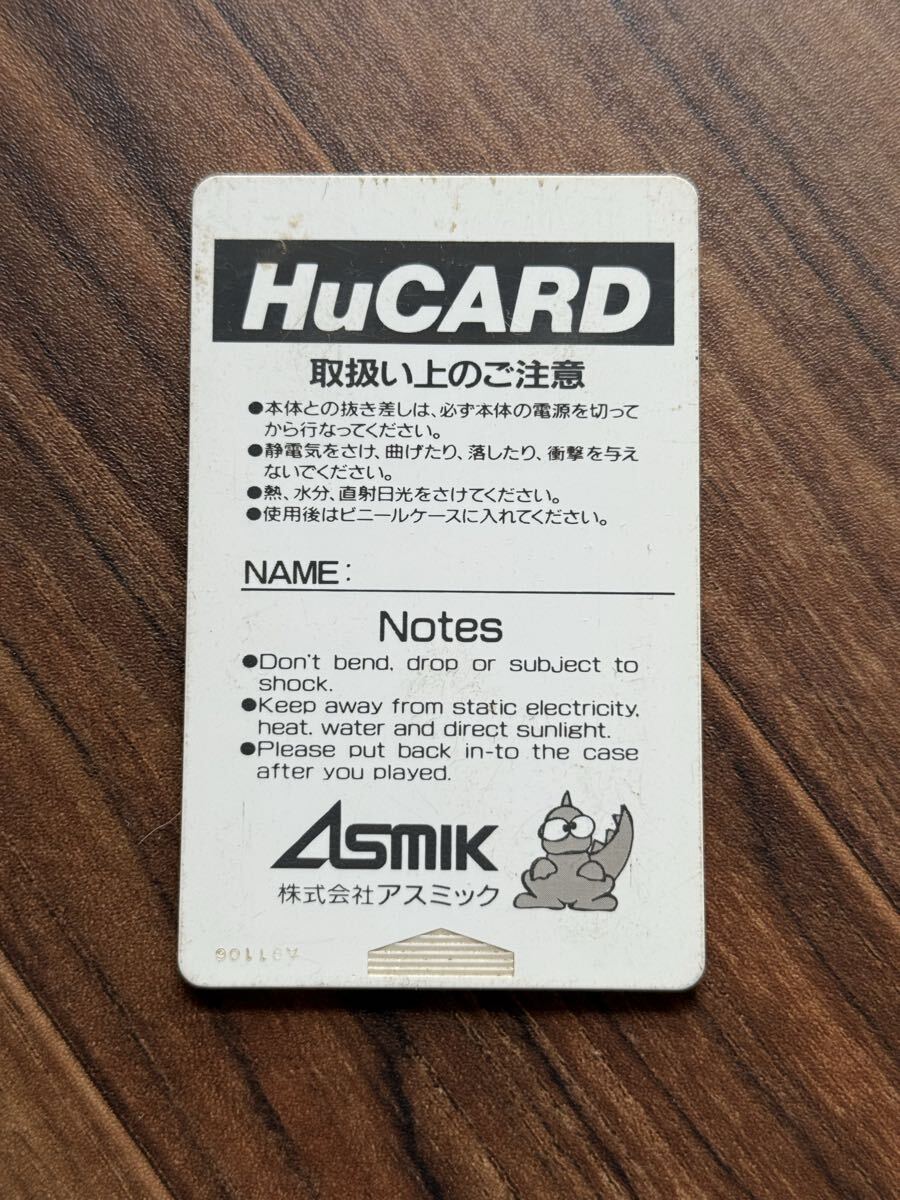 HuCARD
取扱い上のご注意
●本体との抜き差しは、必ず本体の電源を切って
から行なってください。
●静電気をさけ、曲げたり、落したり、衝撃を与え
ないでください。
●熱、水分、直射日光をさけてください。
●使用後はビニールケースに入れてください。
NAME:
Notes
●Don't bend, drop or subject to
shock.
●Keep away from static electricity,
heat, water and direct sunlight.
●Please put back in-to the case
after you played.
ASMIK
株式会社アスミック
A91106